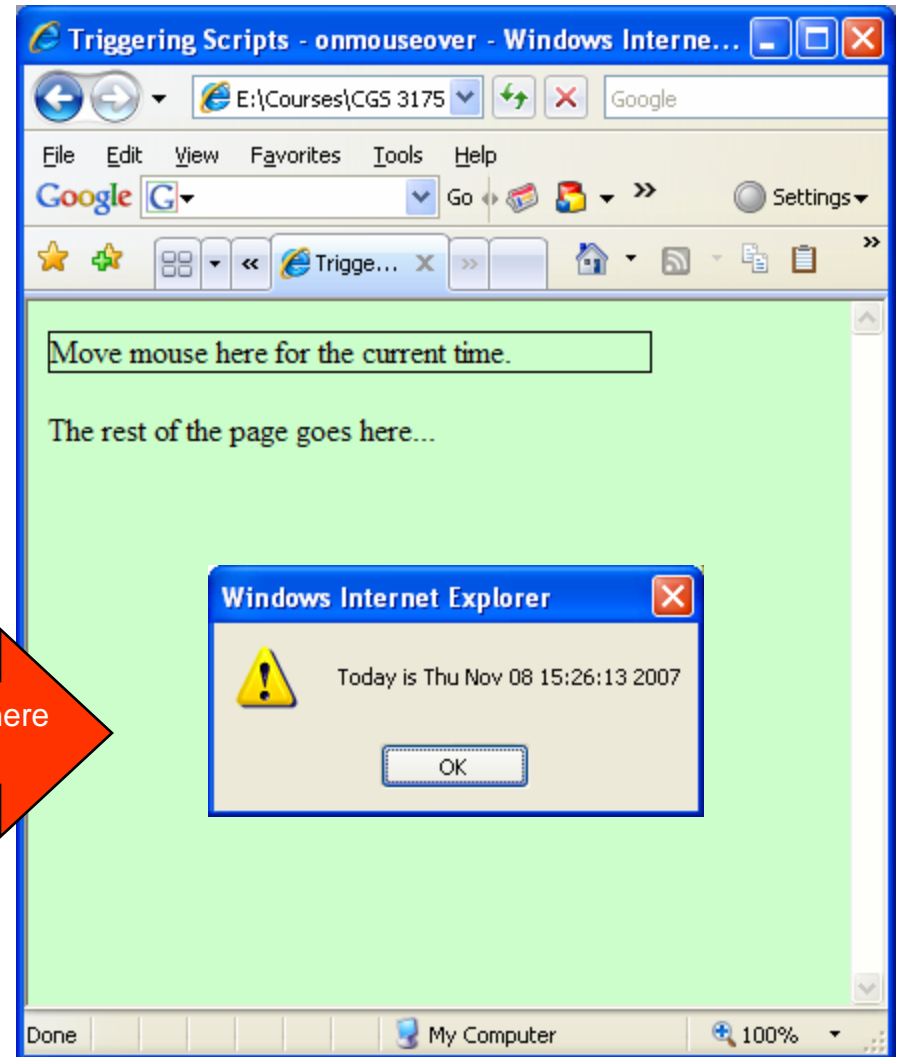 Triggering Scripts - onmouseover - Windows Interne...
E:\Courses\CGS 3175
Google
File Edit View Favorites Tools Help
Google G Go » Settings
« Trigge... X » »
Move mouse here for the current time.
The rest of the page goes here...
Windows Internet Explorer
Today is Thu Nov 08 15:26:13 2007
OK
Done My Computer 100%